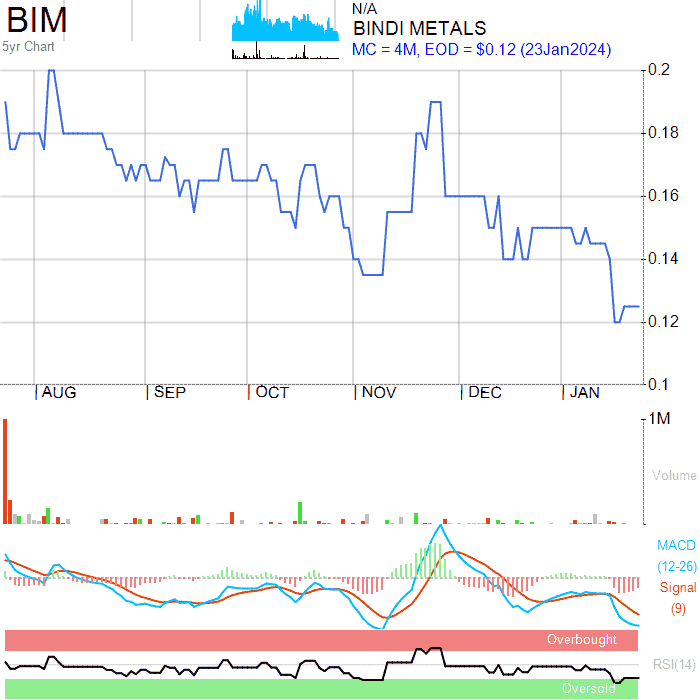 BIM
5yr Chart
N/A
BINDI METALS
MC = 4M, EOD = $0.12 (23Jan2024)
0.2
0.18
0.16
0.14
0.12
0.1
AUG SEP OCT NOV DEC JAN
1M
Volume
MACD
(12-26)
Signal
(9)
Overbought
RSI(14)
Oversold